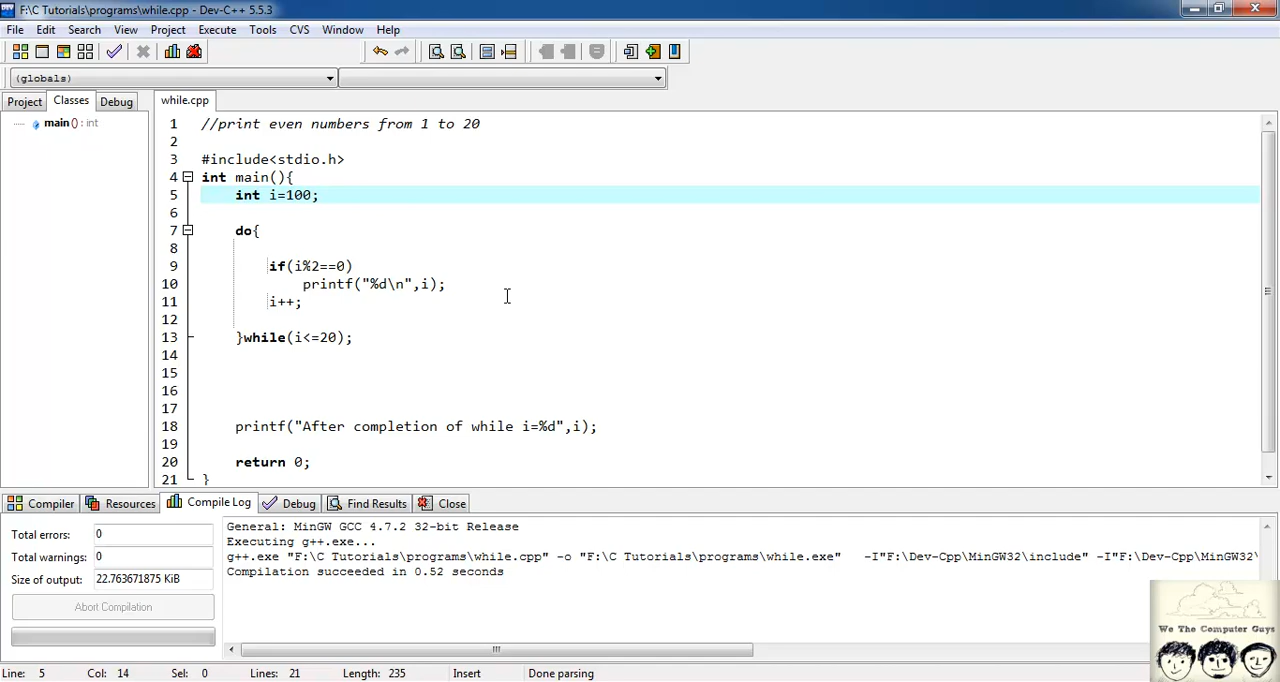 F:\C Tutorials\programs\while.cpp - Dev-C++ 5.5.3
File Edit Search View Project Execute Tools CVS Window Help
(globals)
Project Classes Debug while.cpp
main () : int
1 //print even numbers from 1 to 20
2
3 #include<stdio.h>
4 int main(){
5 int i=100;
6
7 do{
8
9 if(i%2==0)
10 printf("%d\n",i);
11 i++;
12
13 }while(i<=20);
14
15
16
17
18 printf("After completion of while i=%d",i);
19
20 return 0;
21 }
Compiler Resources Compile Log Debug Find Results Close
Total errors: 0
Total warnings: 0
Size of output: 22.763671875 KiB
Abort Compilation
General: MinGW GCC 4.7.2 32-bit Release
Executing g++.exe...
g++.exe "F:\C Tutorials\programs\while.cpp" -o "F:\C Tutorials\programs\while.exe" -I"F:\Dev-Cpp\MinGW32\include" -I"F:\Dev-Cpp\MinGW32\
Compilation succeeded in 0.52 seconds
We The Computer Guys
Line: 5 Col: 14 Sel: 0 Lines: 21 Length: 235 Insert Done parsing